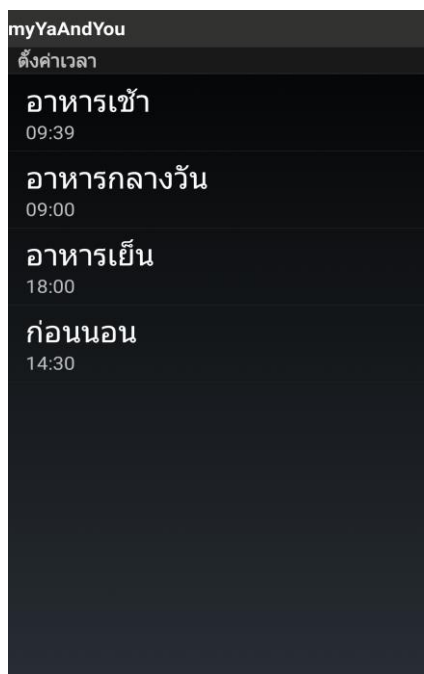 myYaAndYou
ตั้งค่าเวลา
อาหารเช้า
09:39
อาหารกลางวัน
09:00
อาหารเย็น
18:00
ก่อนนอน
14:30